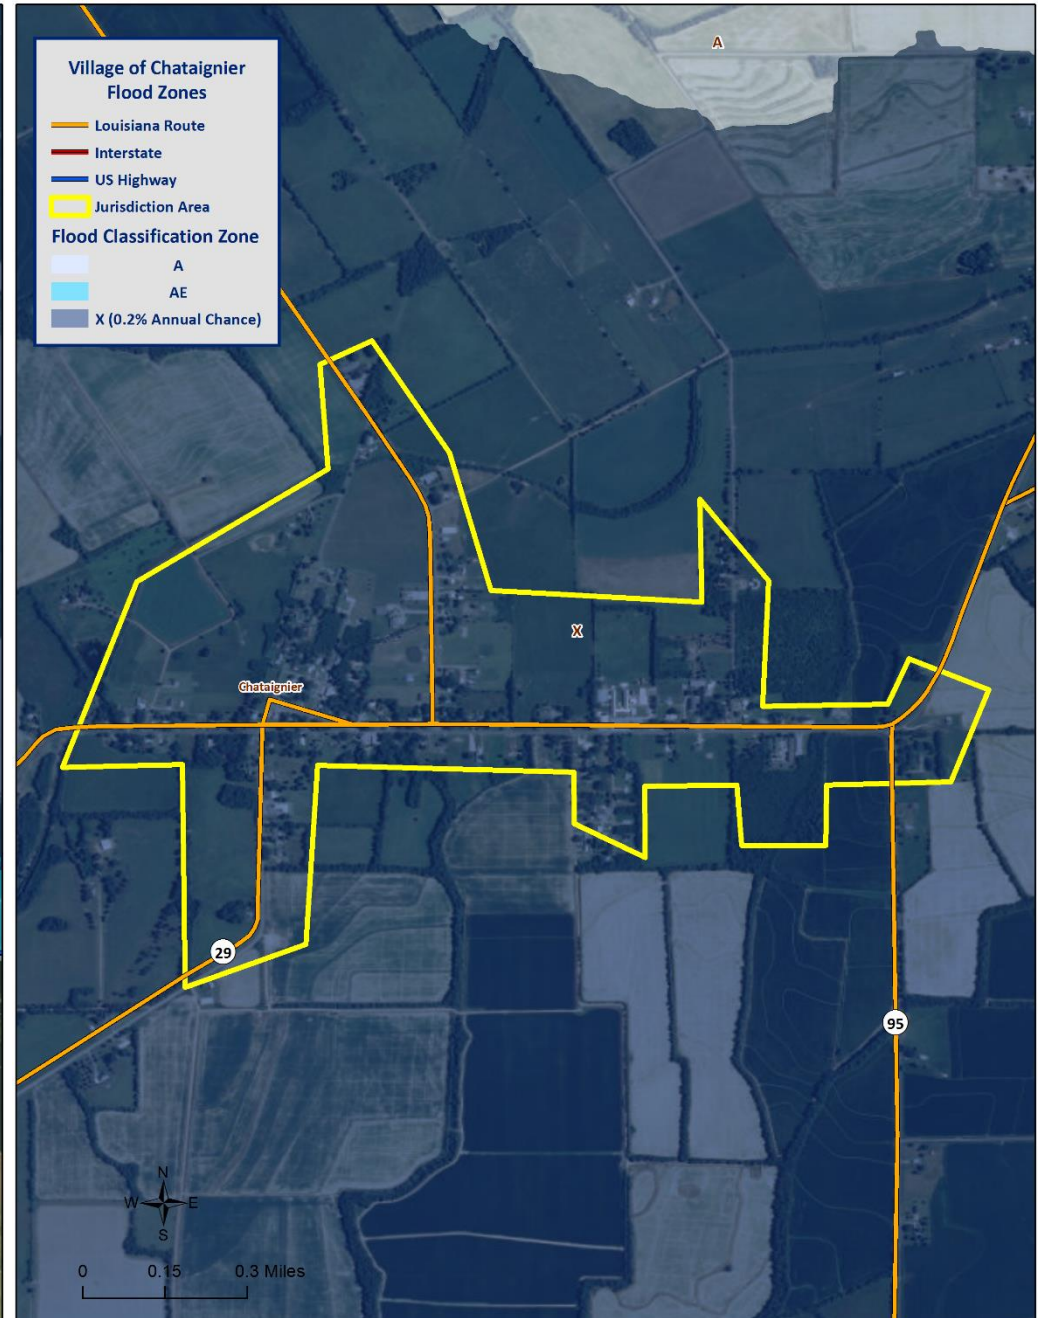 A
Village of Chataignier
Flood Zones
Louisiana Route
Interstate
US Highway
Jurisdiction Area
Flood Classification Zone
A
AE
X (0.2% Annual Chance)
X
Chataignier
29
95
N
W E
S
0 0.15 0.3 Miles